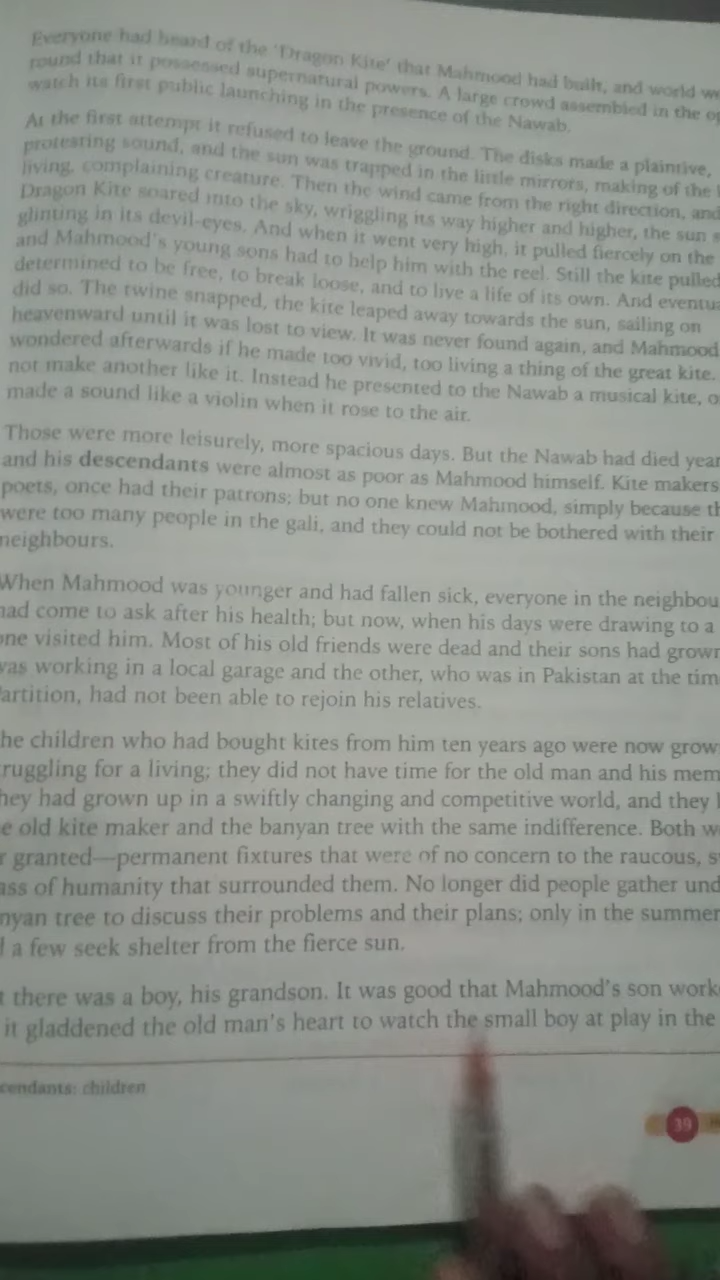 Everyone had heard of the 'Dragon Kite' that Mahmood had built, and world
round that it possessed supernatural powers. A large crowd assembled in the
watch its first public launching in the presence of the Nawab.
At the first attempt it refused to leave the ground. The disks made a plaintive,
protesting sound, and the sun was trapped in the little mirrors, making of the
living, complaining creature. Then the wind came from the right direction, and
Dragon Kite soared into the sky, wriggling its way higher and higher, the sun
glinting in its devil-eyes. And when it went very high, it pulled fiercely on the
and Mahmood's young sons had to help him with the reel. Still the kite pulled
determined to be free, to break loose, and to live a life of its own. And eventu
did so. The twine snapped, the kite leaped away towards the sun, sailing on
heavenward until it was lost to view. It was never found again, and Mahmood
wondered afterwards if he made too vivid, too living a thing of the great kite.
not make another like it. Instead he presented to the Nawab a musical kite, o
made a sound like a violin when it rose to the air.
Those were more leisurely, more spacious days. But the Nawab had died year
and his descendants were almost as poor as Mahmood himself. Kite makers
poets, once had their patrons; but no one knew Mahmood, simply because th
were too many people in the gali, and they could not be bothered with their
neighbours.
When Mahmood was younger and had fallen sick, everyone in the neighbou
had come to ask after his health; but now, when his days were drawing to a
one visited him. Most of his old friends were dead and their sons had grown
was working in a local garage and the other, who was in Pakistan at the tim
Partition, had not been able to rejoin his relatives.
he children who had bought kites from him ten years ago were now grow
ruggling for a living; they did not have time for the old man and his mem
hey had grown up in a swiftly changing and competitive world, and they
e old kite maker and the banyan tree with the same indifference. Both w
r granted—permanent fixtures that were of no concern to the raucous, s
ass of humanity that surrounded them. No longer did people gather und
nyan tree to discuss their problems and their plans; only in the summer
a few seek shelter from the fierce sun.
t there was a boy, his grandson. It was good that Mahmood's son work
it gladdened the old man's heart to watch the small boy at play in the
cendants: children
39